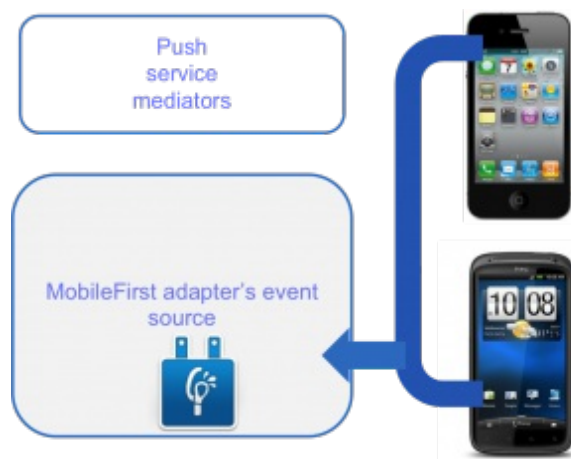 Push
service
mediators
MobileFirst adapter's event
source
10 08